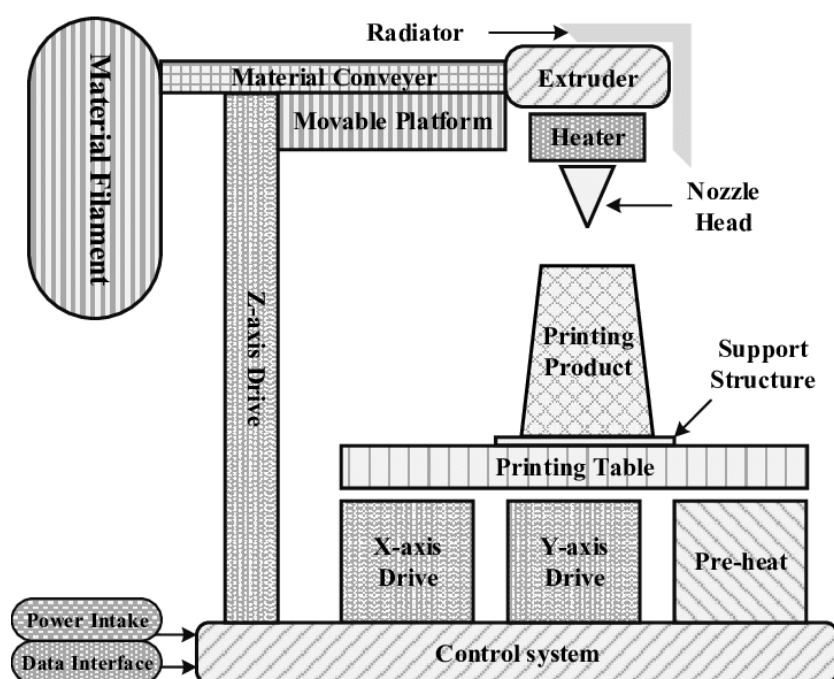 Radiator
Material Filament
Material Conveyer
Extruder
Movable Platform
Heater
Nozzle
Head
Z-axis Drive
Printing
Product
Support
Structure
Printing Table
X-axis
Drive
Y-axis
Drive
Pre-heat
Power Intake
Data Interface
Control system